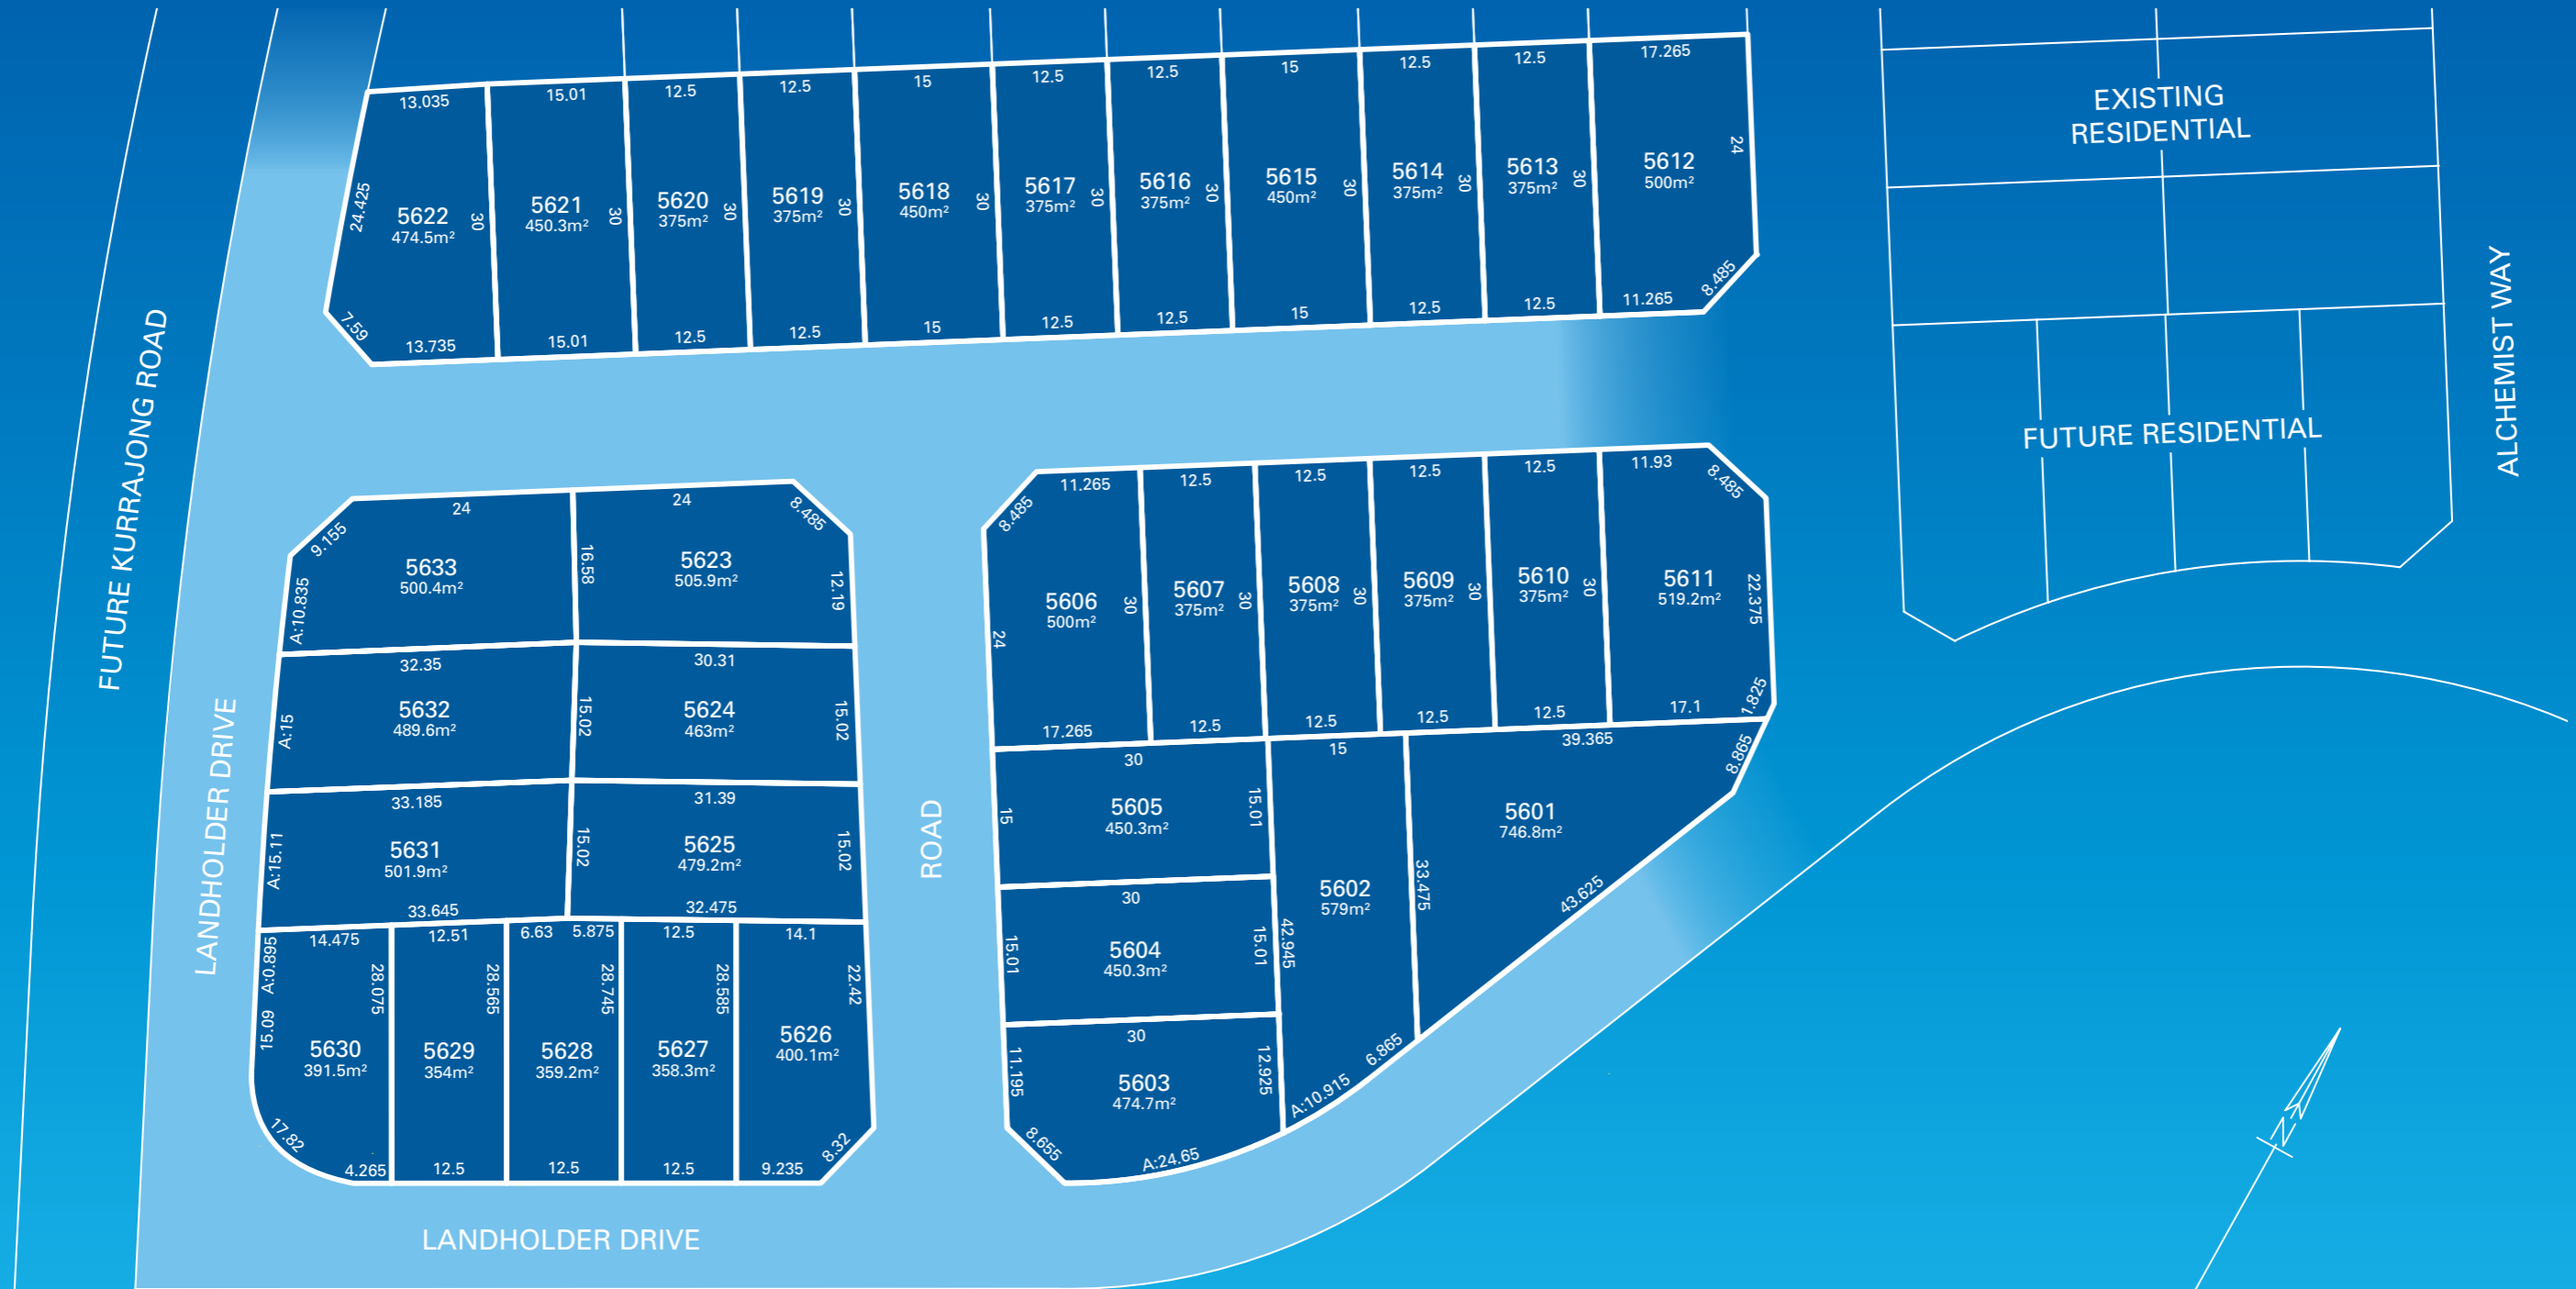 13.035
15.01
12.5
12.5
15
12.5
12.5
15
12.5
12.5
17.265
24.425
5622
474.5m²
30
5621
450.3m²
30
5620
375m²
30
5619
375m²
30
5618
450m²
30
5617
375m²
30
5616
375m²
30
5615
450m²
30
5614
375m²
30
5613
375m²
30
5612
500m²
24
8.485
7.59
13.735
15.01
12.5
12.5
15
12.5
12.5
15
12.5
12.5
11.265
EXISTING
RESIDENTIAL
FUTURE RESIDENTIAL
ALCHEMIST WAY
FUTURE KURRAJONG ROAD
LANDHOLDER DRIVE
9.155
24
5633
500.4m²
A:10.835
16.58
24
8.485
5623
505.9m²
12.19
32.35
5632
489.6m²
A:15
15.02
30.31
5624
463m²
15.02
33.185
5631
501.9m²
A:15.11
33.645
15.02
31.39
5625
479.2m²
15.02
32.475
A:0.895
15.09
14.475
28.075
5630
391.5m²
17.82
4.265
12.51
28.565
5629
354m²
12.5
6.63
5.875
28.745
5628
359.2m²
12.5
12.5
28.585
5627
358.3m²
12.5
14.1
22.42
5626
400.1m²
9.235
8.32
ROAD
8.485
11.265
5606
500m²
30
24
17.265
12.5
5607
375m²
30
12.5
12.5
5608
375m²
30
12.5
12.5
5609
375m²
30
12.5
12.5
5610
375m²
30
12.5
11.93
8.485
5611
519.2m²
22.375
1.825
17.1
30
5605
450.3m²
15
15.01
30
5604
450.3m²
15.01
15.01
30
5603
474.7m²
11.195
12.925
8.655
A:24.65
15
5602
579m²
42.945
33.475
A:10.915
6.865
39.365
8.865
5601
746.8m²
43.625
LANDHOLDER DRIVE
N